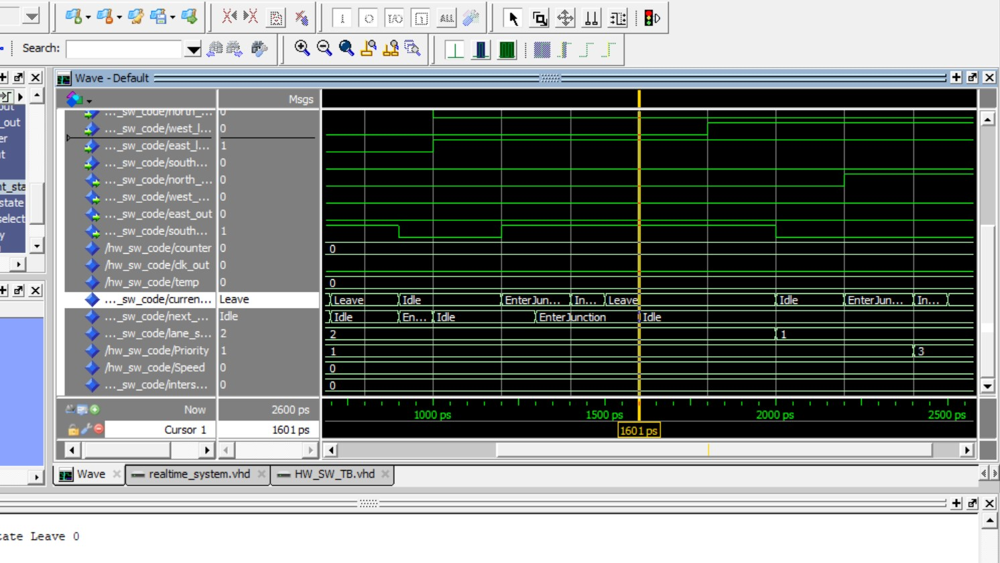 1 O I/O 1 ALL
Search:
Wave - Default
Msgs
..._sw_code/north_... 0
out
_out
er
ut
nt_sta
state
select
y
..._sw_code/west_l... 0
..._sw_code/east_l... 1
..._sw_code/south... 0
..._sw_code/north_... 0
..._sw_code/west_... 0
..._sw_code/east_out 0
..._sw_code/south... 1
/hw_sw_code/counter 0 0
/hw_sw_code/clk_out 0
/hw_sw_code/temp 0 0
..._sw_code/curren... Leave Leave Idle EnterJun... In... Leave Idle EnterJun... In...
..._sw_code/next_... Idle Idle En... Idle EnterJunction Idle
..._sw_code/lane_s... 2 2 1
/hw_sw_code/Priority 1 1 3
/hw_sw_code/Speed 0 0
..._sw_code/inters... 0 0
Now 2600 ps 1000 ps 1500 ps 2000 ps 2500 ps
Cursor 1 1601 ps 1601 ps
Wave realtime_system.vhd HW_SW_TB.vhd
tate Leave 0